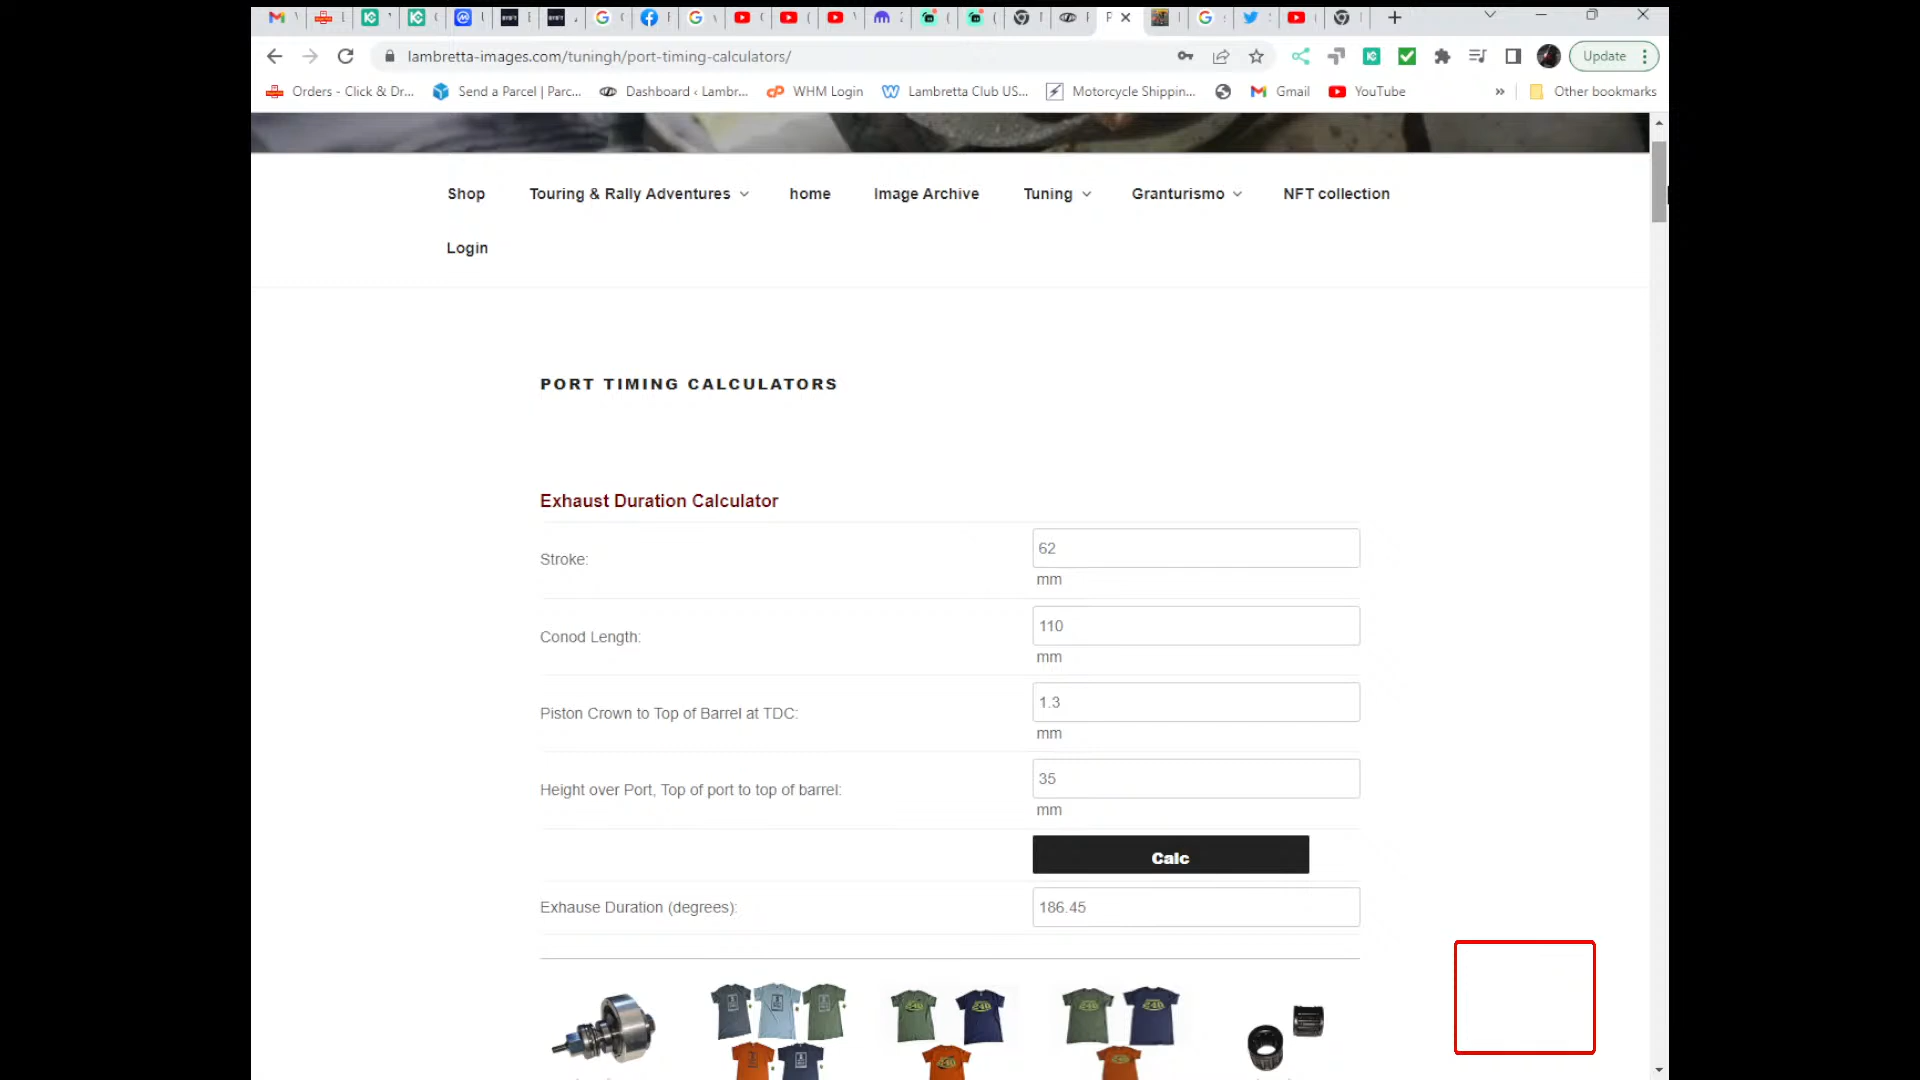 lambretta-images.com/tuningh/port-timing-calculators/
Update
Orders - Click & Dr...
Send a Parcel | Parc...
Dashboard ‹ Lambr...
WHM Login
Lambretta Club US...
Motorcycle Shippin...
Gmail
YouTube
»
Other bookmarks
Shop
Touring & Rally Adventures
home
Image Archive
Tuning
Granturismo
NFT collection
Login
PORT TIMING CALCULATORS
Exhaust Duration Calculator
Stroke:
62
mm
Conod Length:
110
mm
Piston Crown to Top of Barrel at TDC:
1.3
mm
Height over Port, Top of port to top of barrel:
35
mm
Calc
Exhause Duration (degrees):
186.45